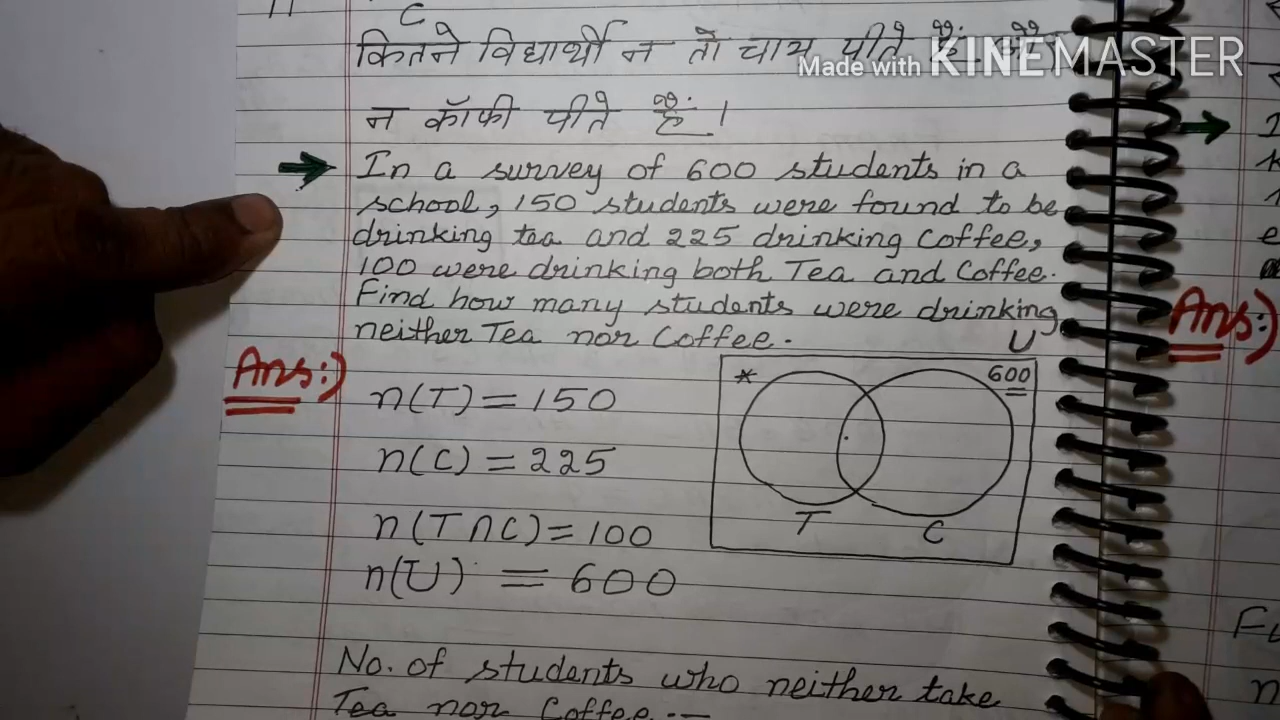 C
कितने विद्यार्थी न तो चाय पीते हैं और
Made with KINEMASTER
न कॉफी पीते हैं।
In a survey of 600 students in a
school, 150 students were found to be
drinking tea and 225 drinking Coffee,
100 were drinking both Tea and Coffee.
Find how many students were drinking
neither Tea nor Coffee.
U
Ans:)
* 600
n(T) = 150
n(C) = 225
n(T∩C) = 100
T C
n(U) = 600
No. of students who neither take
Tea nor Coffee :—
Ans:)